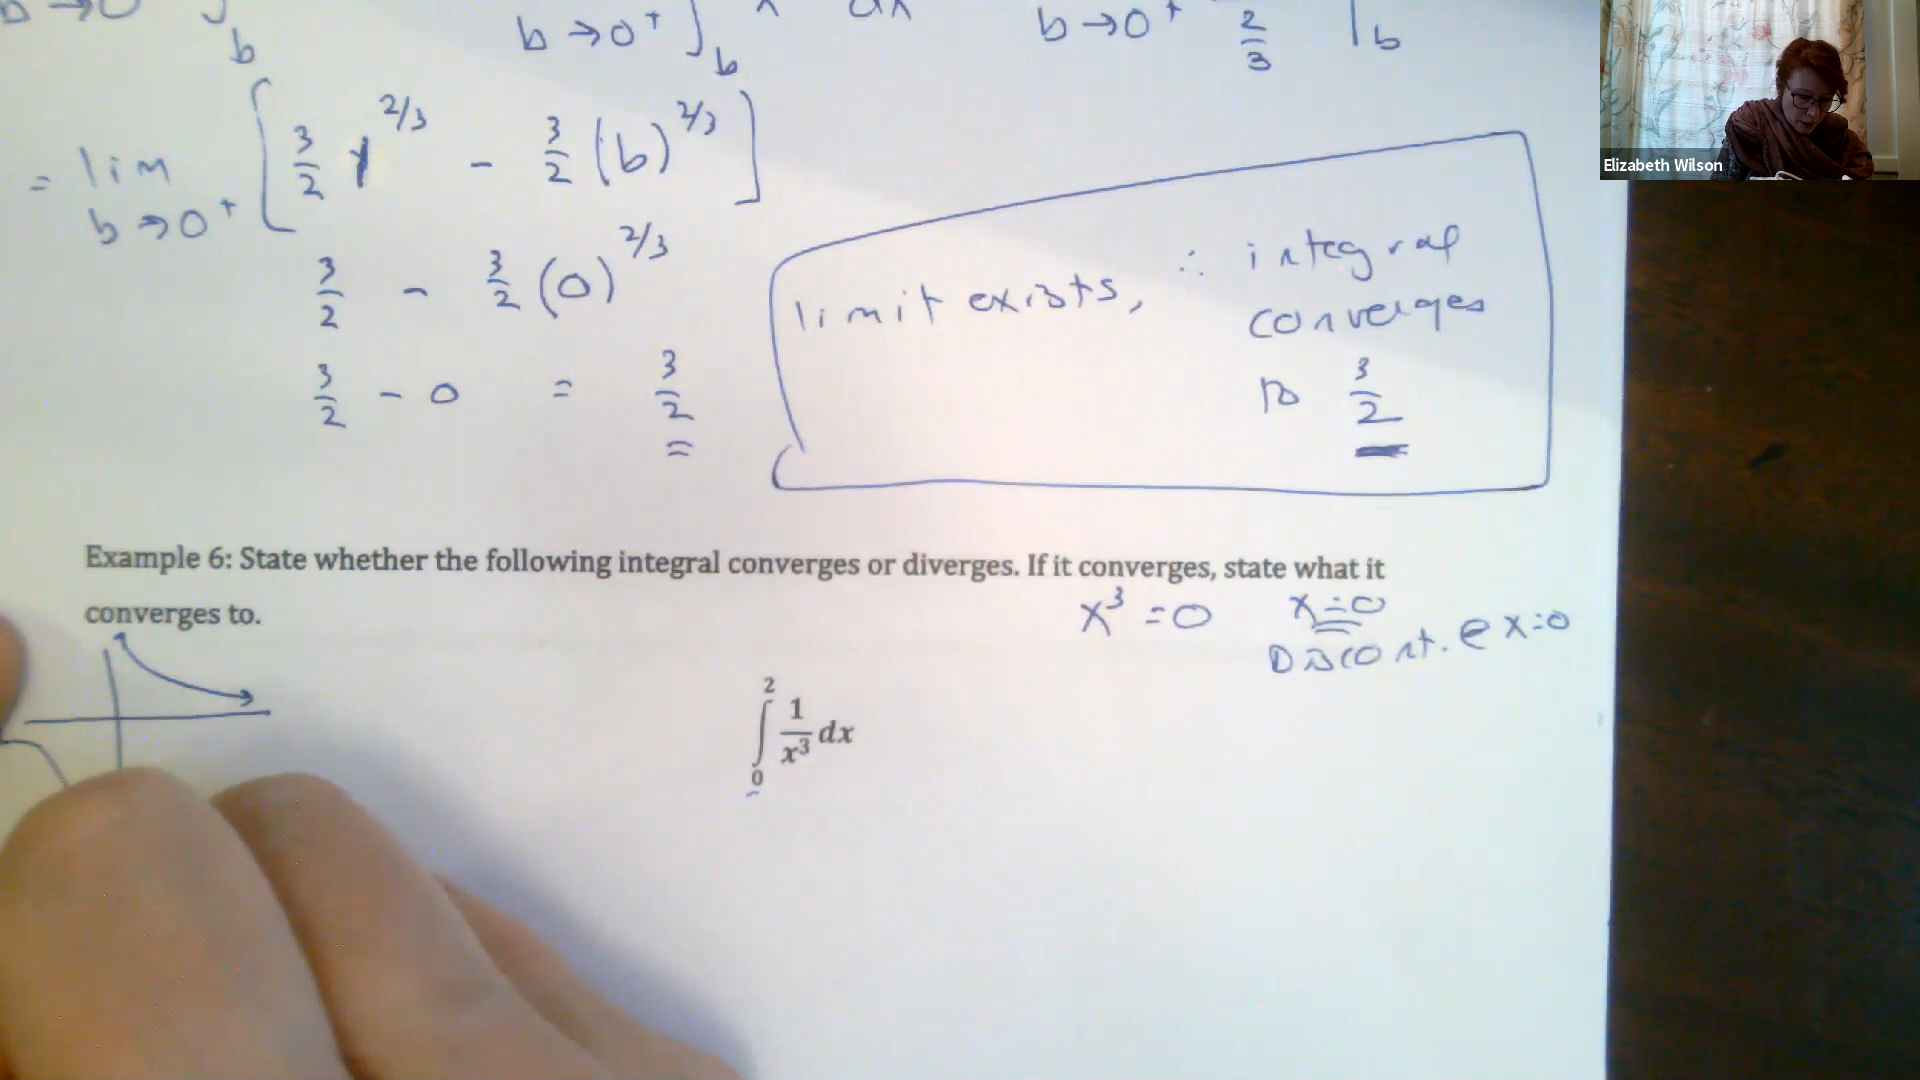 b→0 ∫b b→0⁺ ∫b x dx b→0⁺ 2/3 |b
= lim b→0⁺ [ 3/2 1^2/3 - 3/2 (b)^2/3 ]
3/2 - 3/2 (0)^2/3
3/2 - 0 = 3/2
limit exists, ∴ integral
converges
to 3/2
Example 6: State whether the following integral converges or diverges. If it converges, state what it
converges to.
x³ = 0 x = 0
Discont. @ x=0
∫₀² 1/x³ dx
Elizabeth Wilson